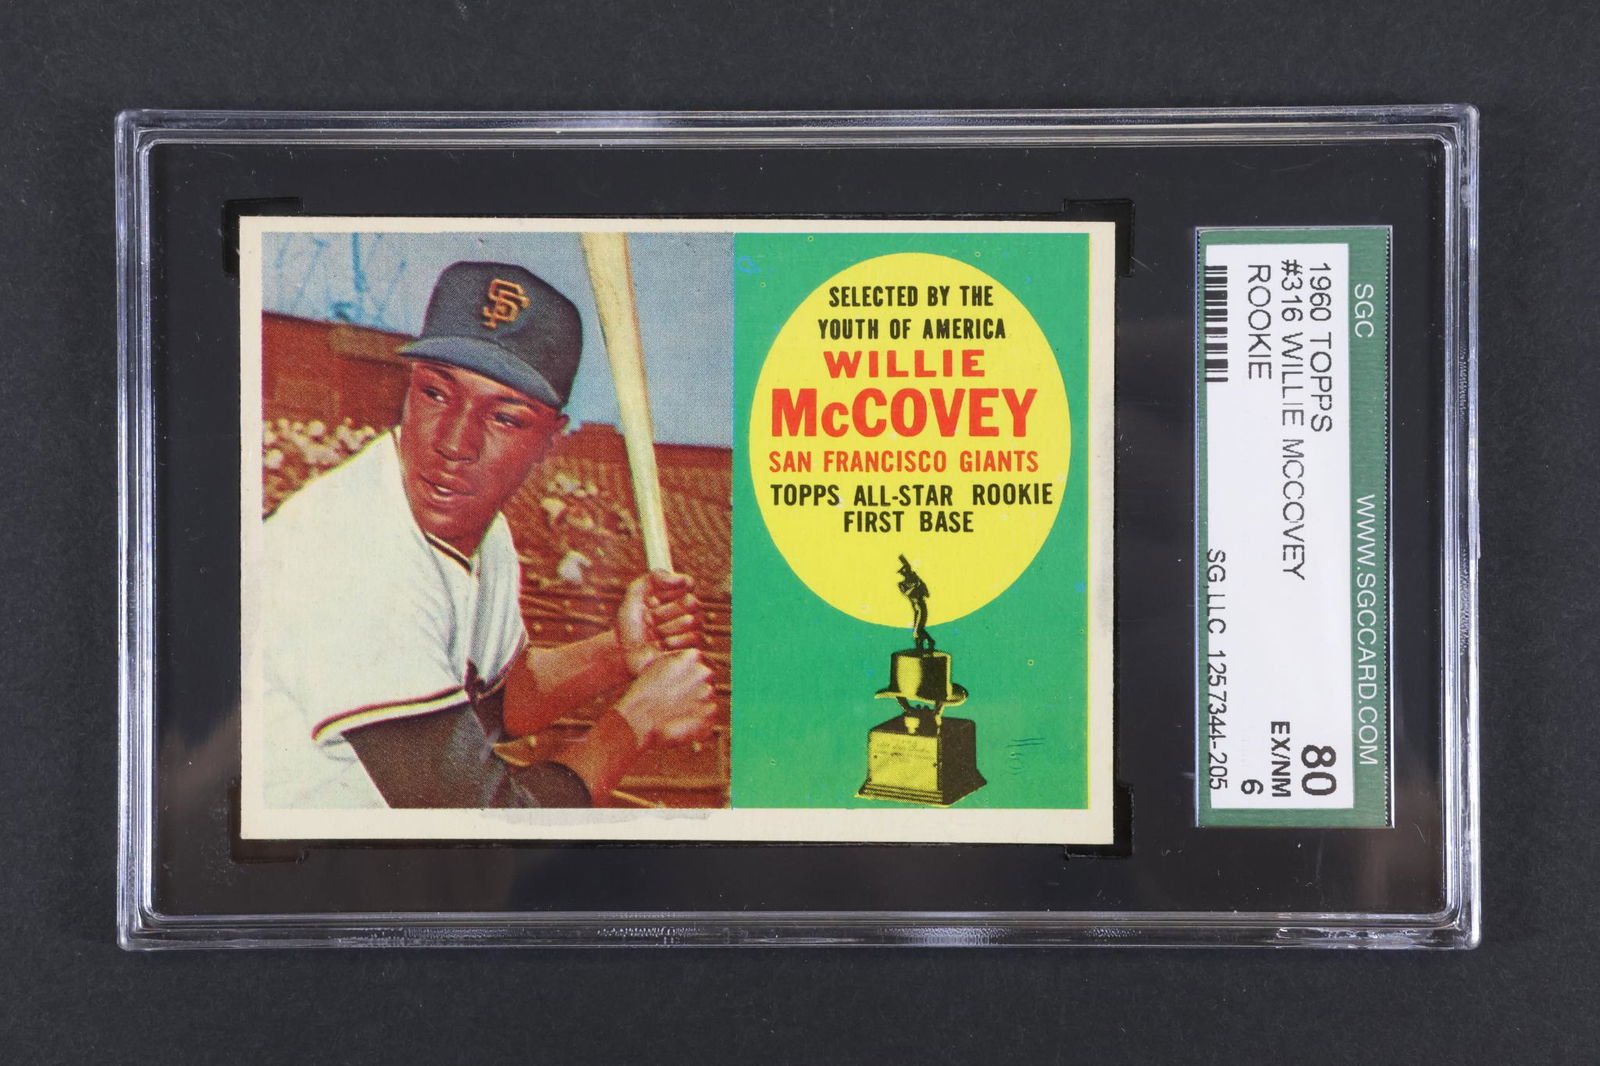 SF
SELECTED BY THE
YOUTH OF AMERICA
WILLIE
McCOVEY
SAN FRANCISCO GIANTS
TOPPS ALL-STAR ROOKIE
FIRST BASE
SGC WWW.SGCCARD.COM
1960 TOPPS 80
#316 WILLIE MCCOVEY EX/NM
ROOKIE 6
SG LLC 1257344-205